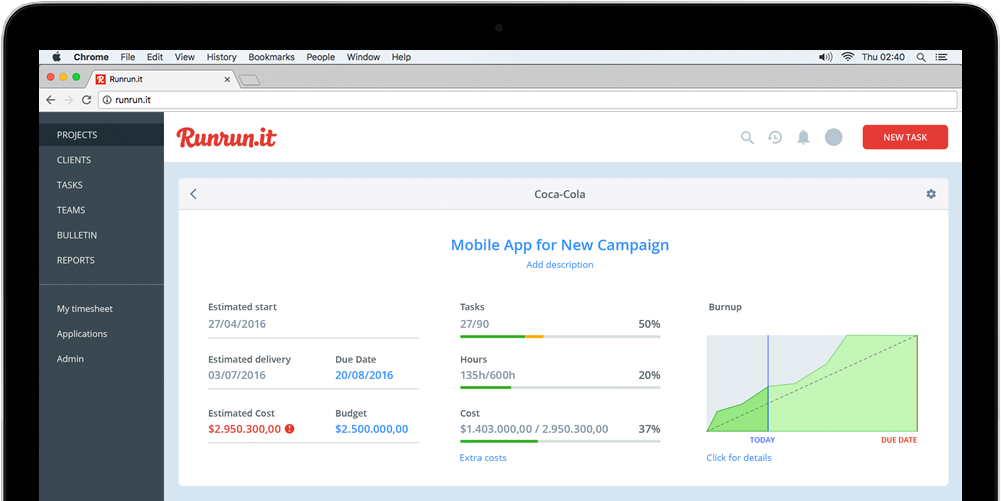 Chrome File Edit View History Bookmarks People Window Help Thu 02:40
Runrun.it
runrun.it
PROJECTS
CLIENTS
TASKS
TEAMS
BULLETIN
REPORTS
My timesheet
Applications
Admin
Runrun.it
NEW TASK
Coca-Cola
Mobile App for New Campaign
Add description
Estimated start
27/04/2016
Estimated delivery Due Date
03/07/2016 20/08/2016
Estimated Cost Budget
$2.950.300,00 $2.500.000,00
Tasks
27/90 50%
Hours
135h/600h 20%
Cost
$1.403.000,00 / 2.950.300,00 37%
Extra costs
Burnup
TODAY DUE DATE
Click for details